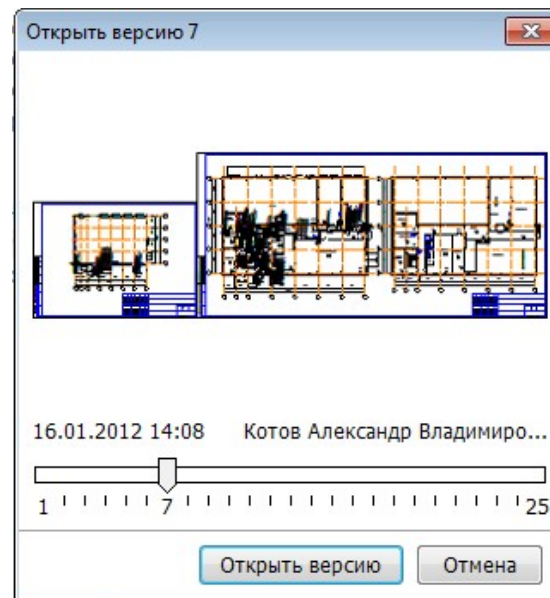 Открыть версию 7
16.01.2012 14:08 Котов Александр Владимиро...
1 7 25
Открыть версию Отмена